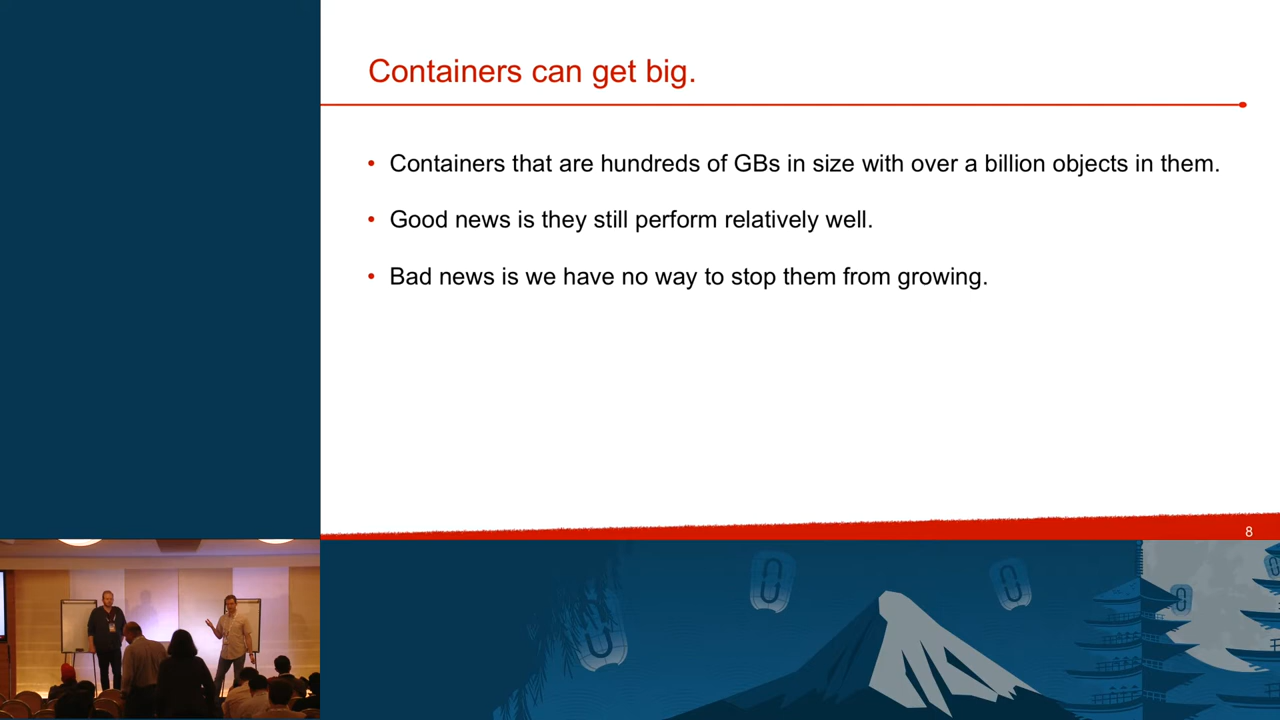 Containers can get big.
• Containers that are hundreds of GBs in size with over a billion objects in them.
• Good news is they still perform relatively well.
• Bad news is we have no way to stop them from growing.
8